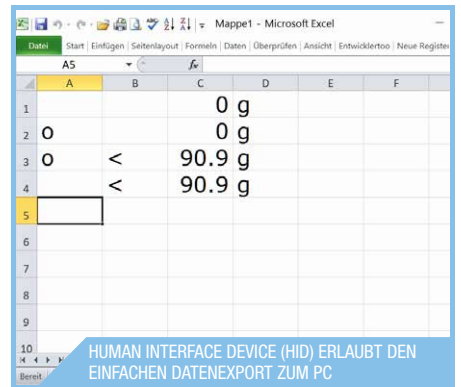 Mappe1 - Microsoft Excel
Datei Start Einfügen Seitenlayout Formeln Daten Überprüfen Ansicht Entwicklertoo Neue Register
A5 fx
A B C D E F
1 0 g
2 o 0 g
3 o < 90.9 g
4 < 90.9 g
5
6
7
8
9
10
HUMAN INTERFACE DEVICE (HID) ERLAUBT DEN
EINFACHEN DATENEXPORT ZUM PC
Bereit